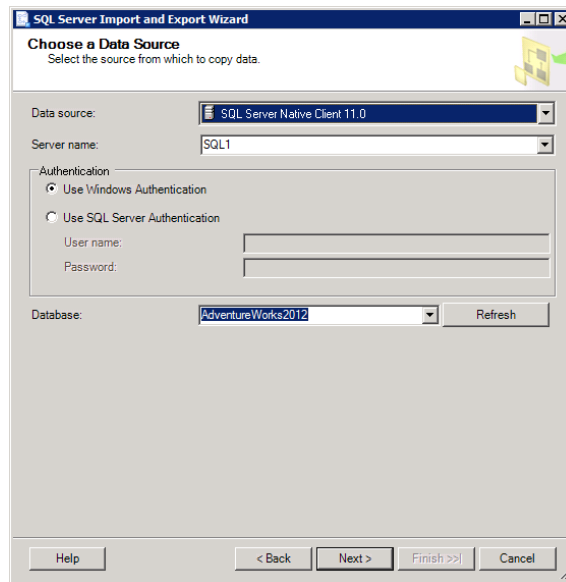 SQL Server Import and Export Wizard
Choose a Data Source
Select the source from which to copy data.
Data source:
SQL Server Native Client 11.0
Server name:
SQL1
Authentication
Use Windows Authentication
Use SQL Server Authentication
User name:
Password:
Database:
AdventureWorks2012
Refresh
Help
< Back
Next >
Finish >>|
Cancel